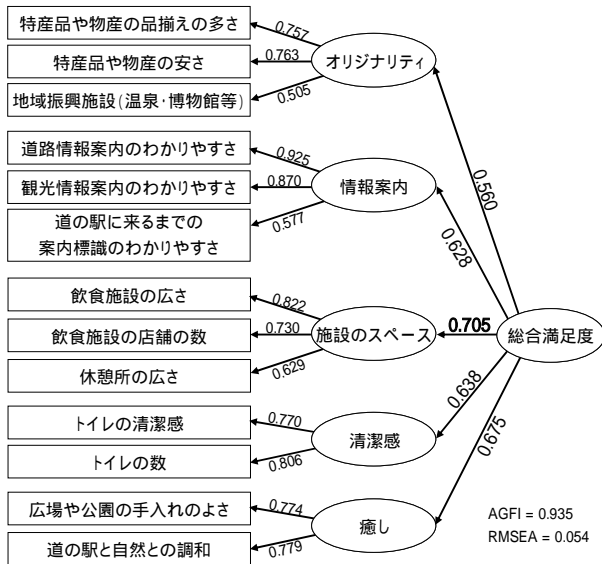 特産品や物産の品揃えの多さ
0.757
特産品や物産の安さ
0.763
オリジナリティ
地域振興施設(温泉・博物館等)
0.505
0.560
道路情報案内のわかりやすさ
0.925
観光情報案内のわかりやすさ
0.870
情報案内
道の駅に来るまでの
案内標識のわかりやすさ
0.577
0.628
飲食施設の広さ
0.822
飲食施設の店舗の数
0.730
施設のスペース
0.705
総合満足度
休憩所の広さ
0.629
トイレの清潔感
0.770
清潔感
0.638
トイレの数
0.806
0.675
広場や公園の手入れのよさ
0.774
癒し
道の駅と自然との調和
0.779
AGFI = 0.935
RMSEA = 0.054